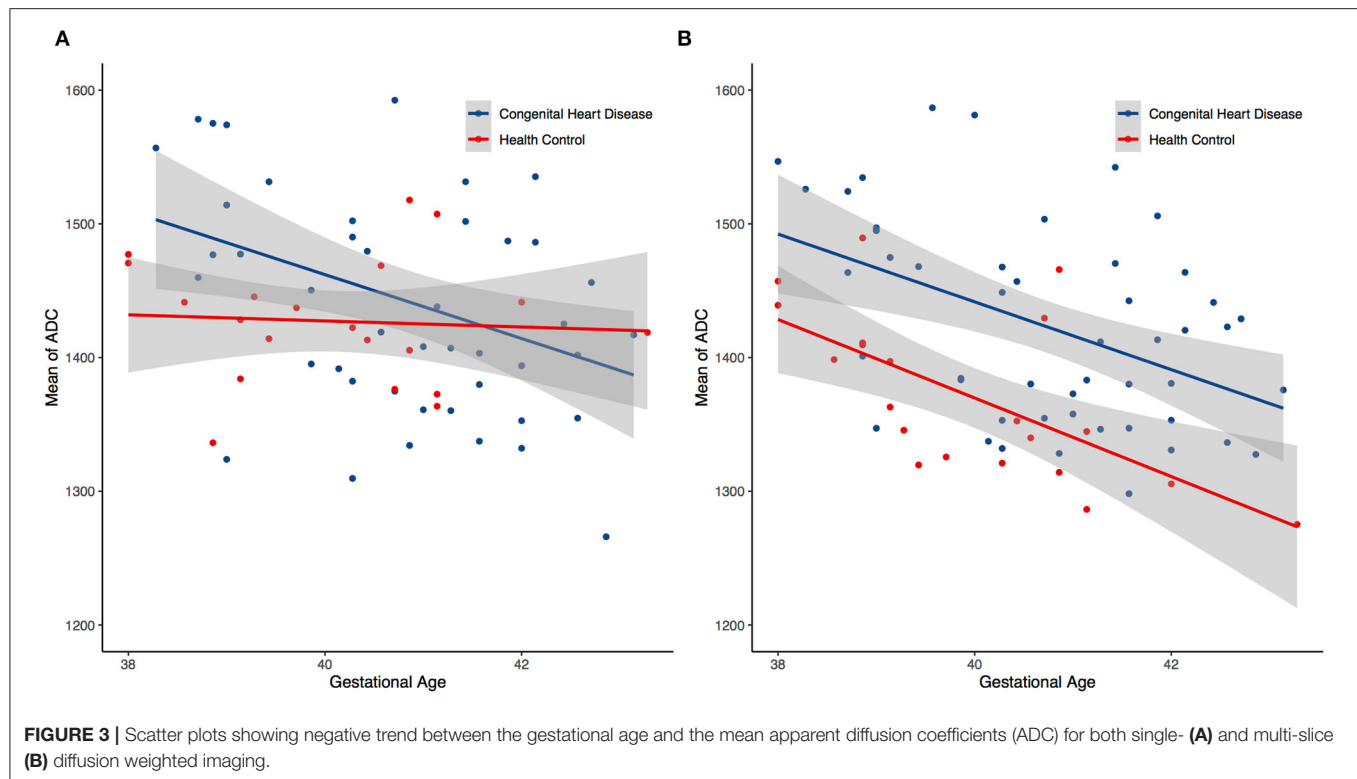 A
B
1600
1500
1400
1300
1200
38
40
42
Mean of ADC
Gestational Age
Congenital Heart Disease
Health Control
1600
1500
1400
1300
1200
38
40
42
Mean of ADC
Gestational Age
Congenital Heart Disease
Health Control
FIGURE 3 | Scatter plots showing negative trend between the gestational age and the mean apparent diffusion coefficients (ADC) for both single- (A) and multi-slice
(B) diffusion weighted imaging.